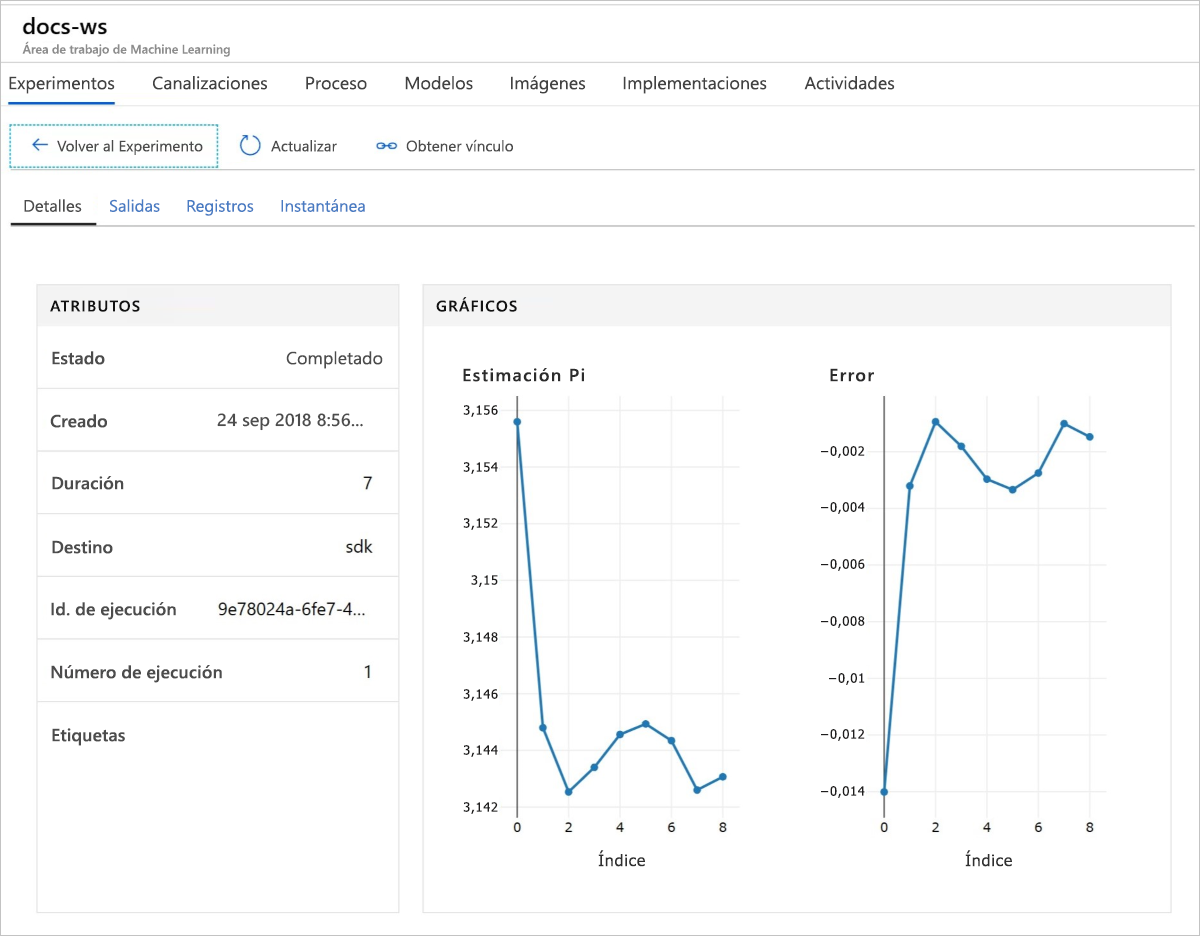 docs-ws
Área de trabajo de Machine Learning
Experimentos Canalizaciones Proceso Modelos Imágenes Implementaciones Actividades
Volver al Experimento Actualizar Obtener vínculo
Detalles Salidas Registros Instantánea
ATRIBUTOS
Estado Completado
Creado 24 sep 2018 8:56...
Duración 7
Destino sdk
Id. de ejecución 9e78024a-6fe7-4...
Número de ejecución 1
Etiquetas
GRÁFICOS
Estimación Pi
3,156
3,154
3,152
3,15
3,148
3,146
3,144
3,142
0 2 4 6 8
Índice
Error
−0,002
−0,004
−0,006
−0,008
−0,01
−0,012
−0,014
0 2 4 6 8
Índice